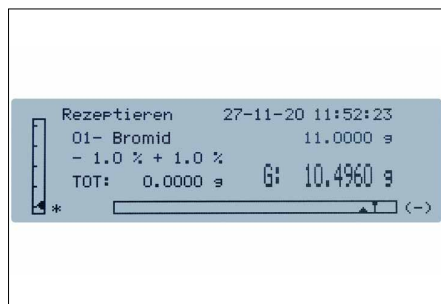 Rezeptieren 27-11-20 11:52:23
01- Bromid 11.0000 g
- 1.0 % + 1.0 %
TOT: 0.0000 g G: 10.4960 g
* (-)